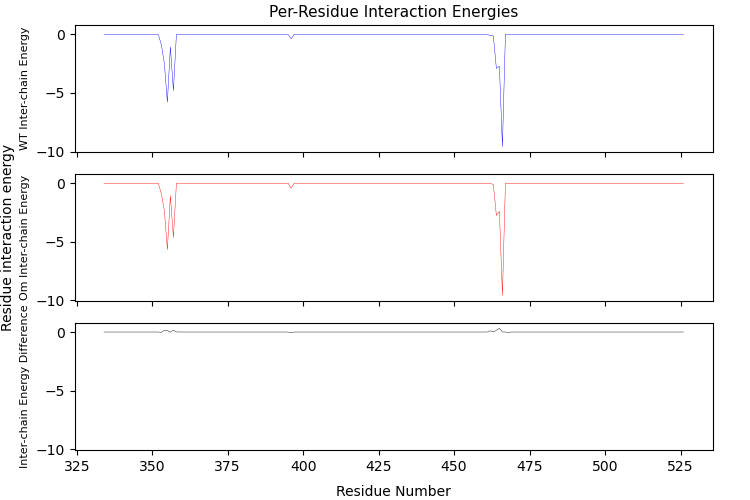 Per-Residue Interaction Energies
Residue interaction energy
WT Inter-chain Energy
0
−5
−10
Om Inter-chain Energy
0
−5
−10
Inter-chain Energy Difference
0
−5
−10
325 350 375 400 425 450 475 500 525
Residue Number